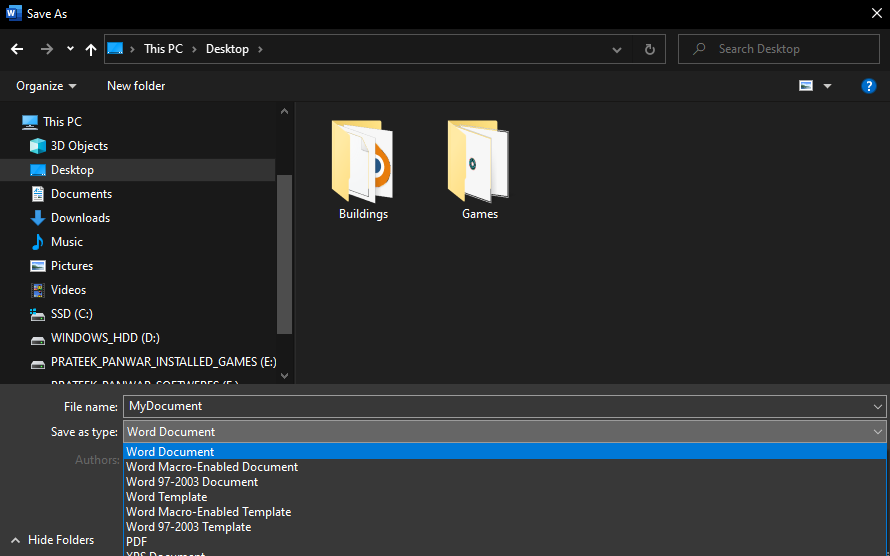 Save As
This PC
Desktop
Search Desktop
Organize
New folder
This PC
3D Objects
Desktop
Documents
Downloads
Music
Pictures
Videos
SSD (C:)
WINDOWS_HDD (D:)
PRATEEK_PANWAR_INSTALLED_GAMES (E:)
PRATEEK_PANWAR_SOFTWERES (F:)
Buildings
Games
File name:
MyDocument
Save as type:
Word Document
Authors:
Word Document
Word Macro-Enabled Document
Word 97-2003 Document
Word Template
Word Macro-Enabled Template
Word 97-2003 Template
PDF
XPS Document
Hide Folders